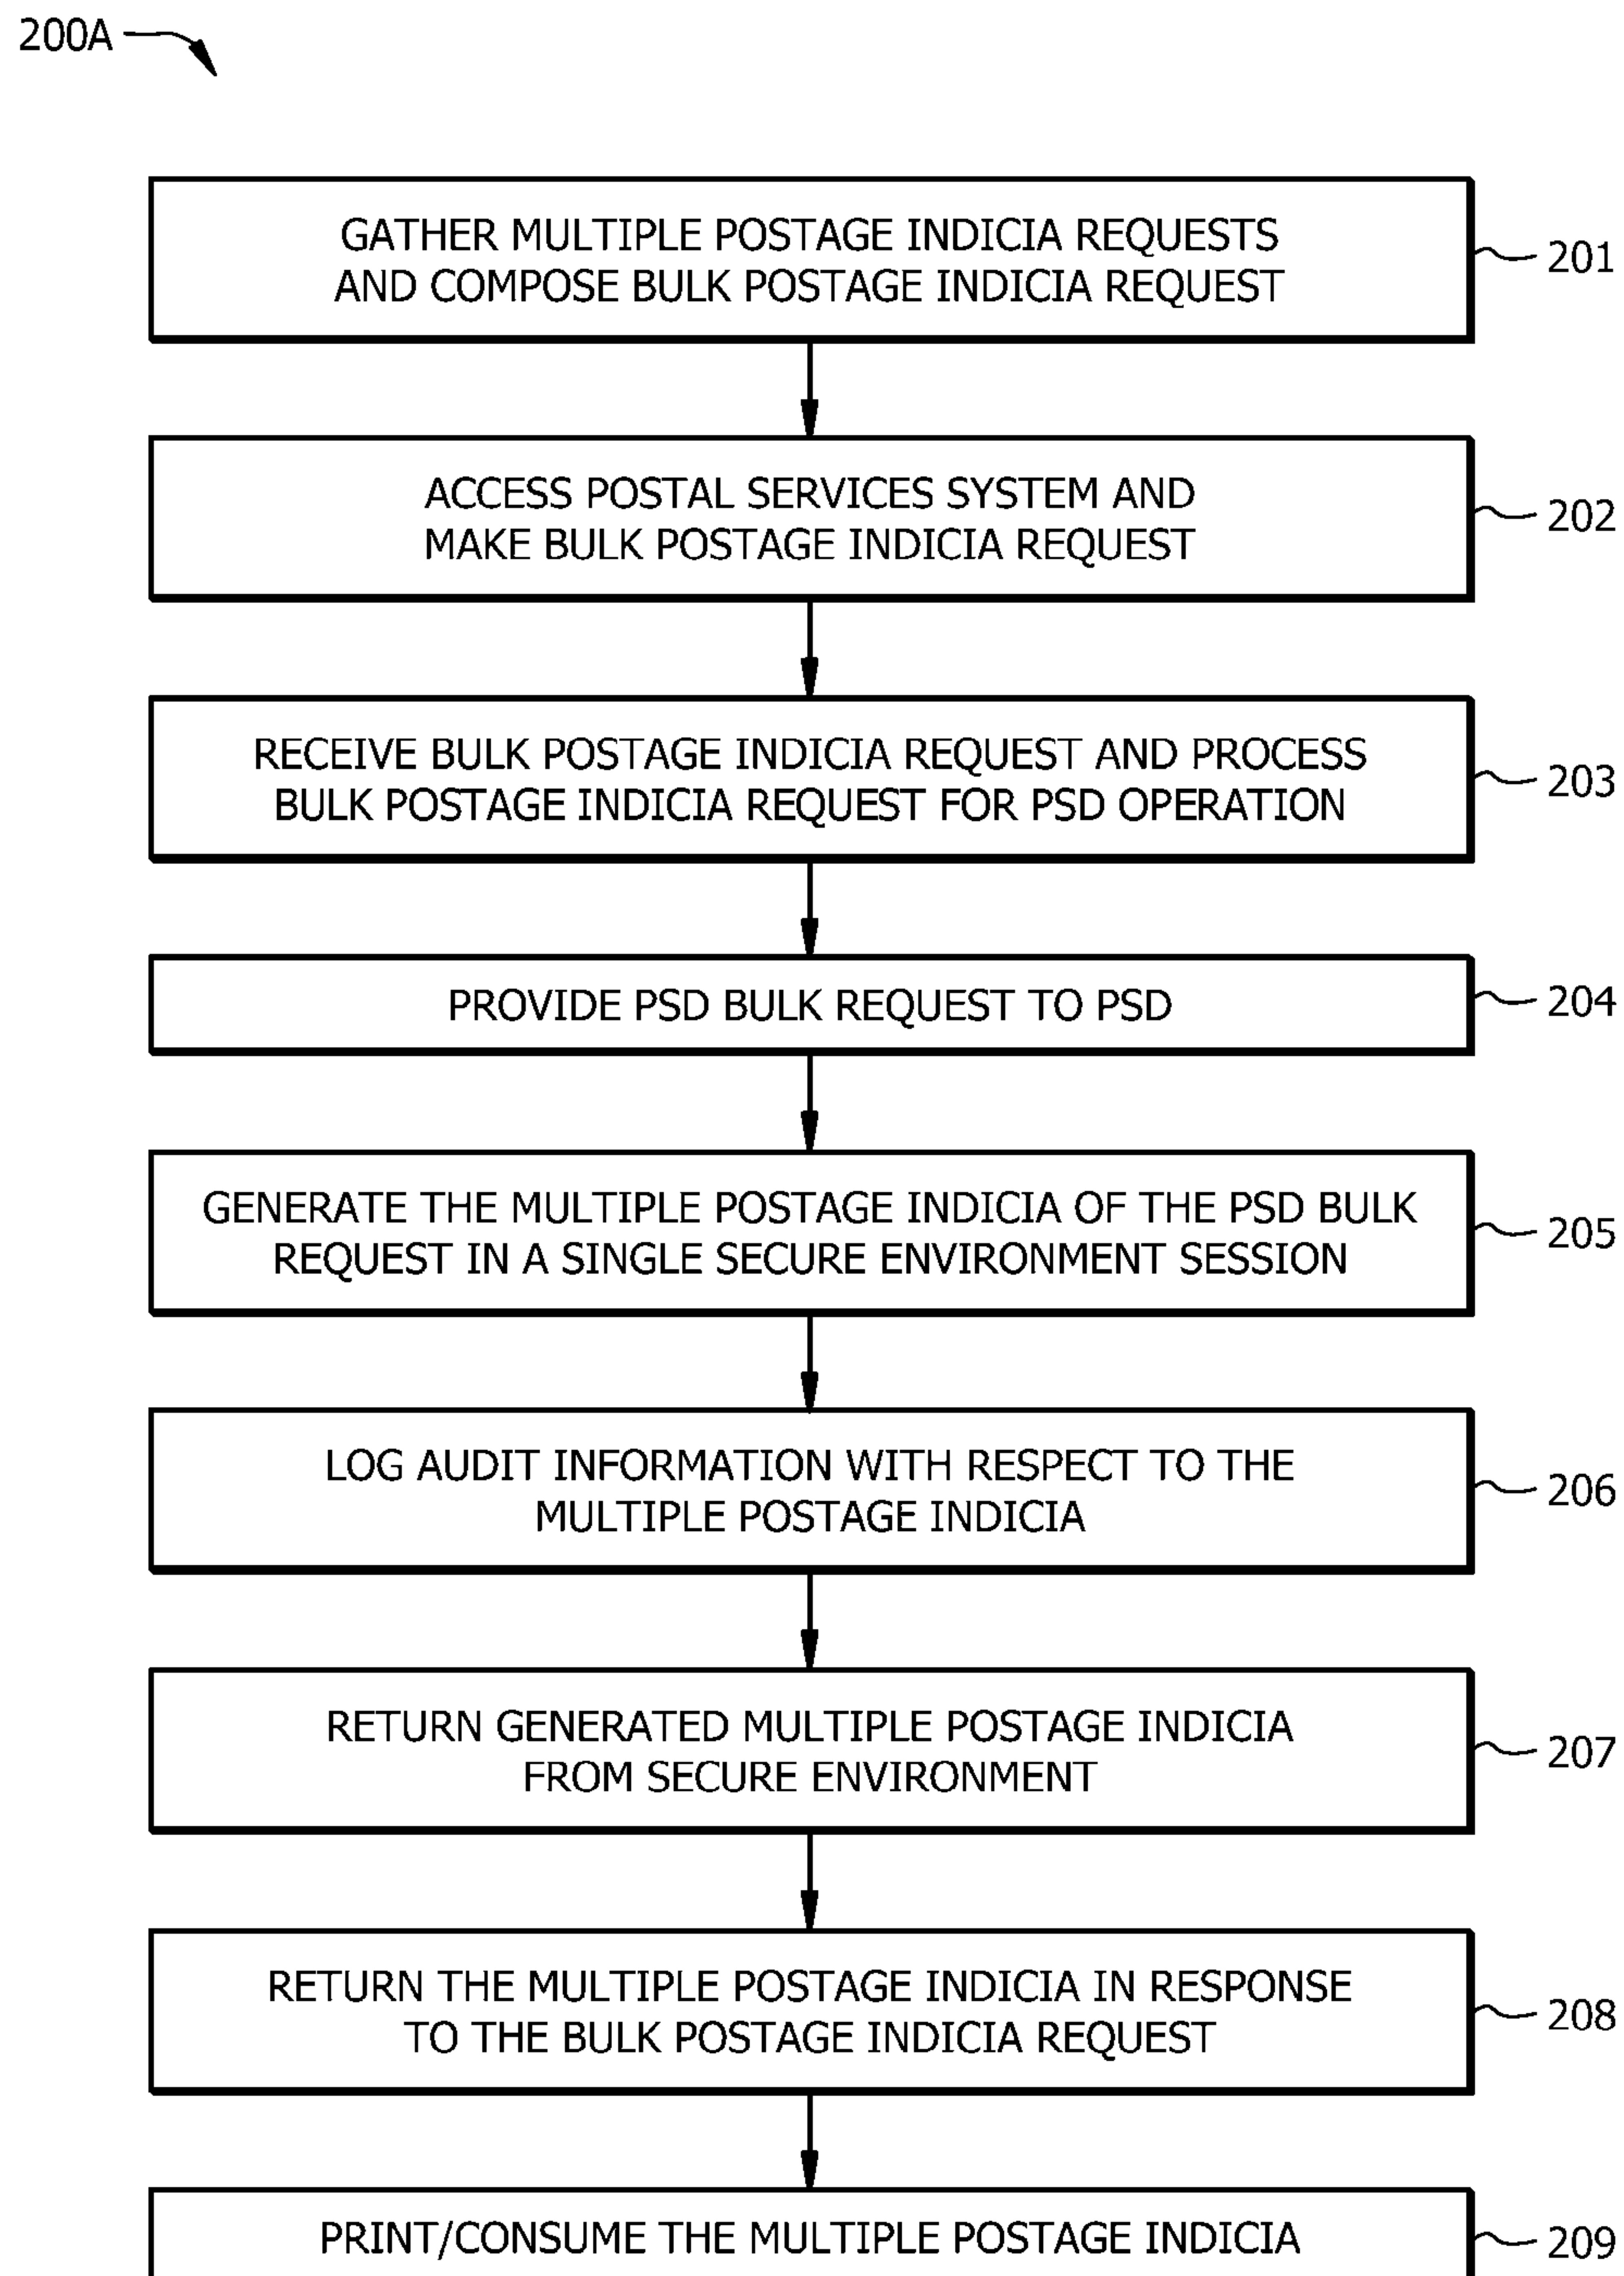 200A
GATHER MULTIPLE POSTAGE INDICIA REQUESTS
AND COMPOSE BULK POSTAGE INDICIA REQUEST
201
ACCESS POSTAL SERVICES SYSTEM AND
MAKE BULK POSTAGE INDICIA REQUEST
202
RECEIVE BULK POSTAGE INDICIA REQUEST AND PROCESS
BULK POSTAGE INDICIA REQUEST FOR PSD OPERATION
203
PROVIDE PSD BULK REQUEST TO PSD
204
GENERATE THE MULTIPLE POSTAGE INDICIA OF THE PSD BULK
REQUEST IN A SINGLE SECURE ENVIRONMENT SESSION
205
LOG AUDIT INFORMATION WITH RESPECT TO THE
MULTIPLE POSTAGE INDICIA
206
RETURN GENERATED MULTIPLE POSTAGE INDICIA
FROM SECURE ENVIRONMENT
207
RETURN THE MULTIPLE POSTAGE INDICIA IN RESPONSE
TO THE BULK POSTAGE INDICIA REQUEST
208
PRINT/CONSUME THE MULTIPLE POSTAGE INDICIA
209